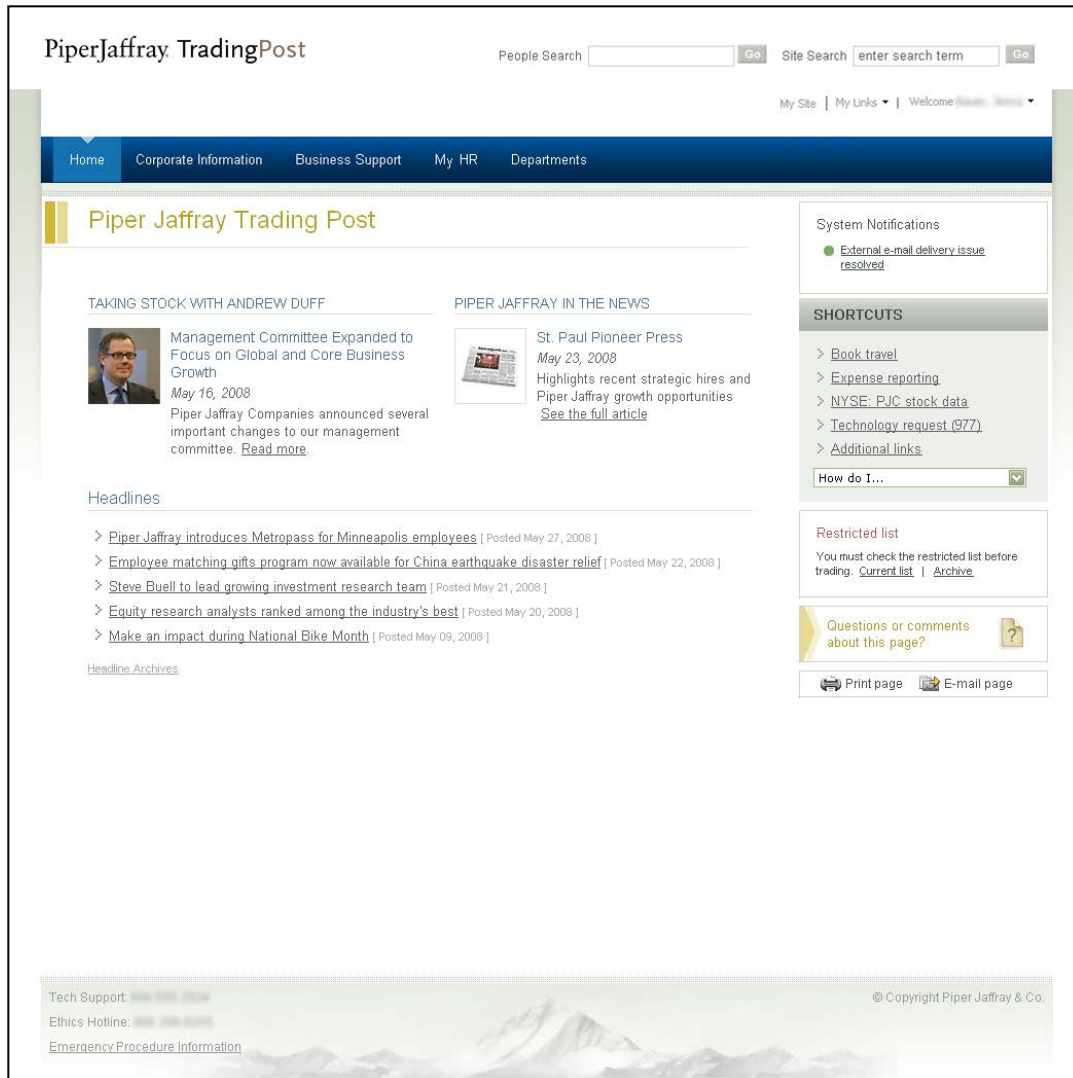 PiperJaffray. TradingPost
People Search Go Site Search enter search term Go
My Site | My Links | Welcome
Home Corporate Information Business Support My HR Departments
Piper Jaffray Trading Post
TAKING STOCK WITH ANDREW DUFF
Management Committee Expanded to
Focus on Global and Core Business
Growth
May 16, 2008
Piper Jaffray Companies announced several
important changes to our management
committee. Read more.
PIPER JAFFRAY IN THE NEWS
St. Paul Pioneer Press
May 23, 2008
Highlights recent strategic hires and
Piper Jaffray growth opportunities
See the full article
Headlines
> Piper Jaffray introduces Metropass for Minneapolis employees [ Posted May 27, 2008 ]
> Employee matching gifts program now available for China earthquake disaster relief [ Posted May 22, 2008 ]
> Steve Buell to lead growing investment research team [ Posted May 21, 2008 ]
> Equity research analysts ranked among the industry's best [ Posted May 20, 2008 ]
> Make an impact during National Bike Month [ Posted May 09, 2008 ]
Headline Archives
System Notifications
External e-mail delivery issue
resolved
SHORTCUTS
> Book travel
> Expense reporting
> NYSE: PJC stock data
> Technology request (977)
> Additional links
How do I...
Restricted list
You must check the restricted list before
trading. Current list | Archive
Questions or comments
about this page?
?
Print page E-mail page
Tech Support:
Ethics Hotline:
Emergency Procedure Information
© Copyright Piper Jaffray & Co.